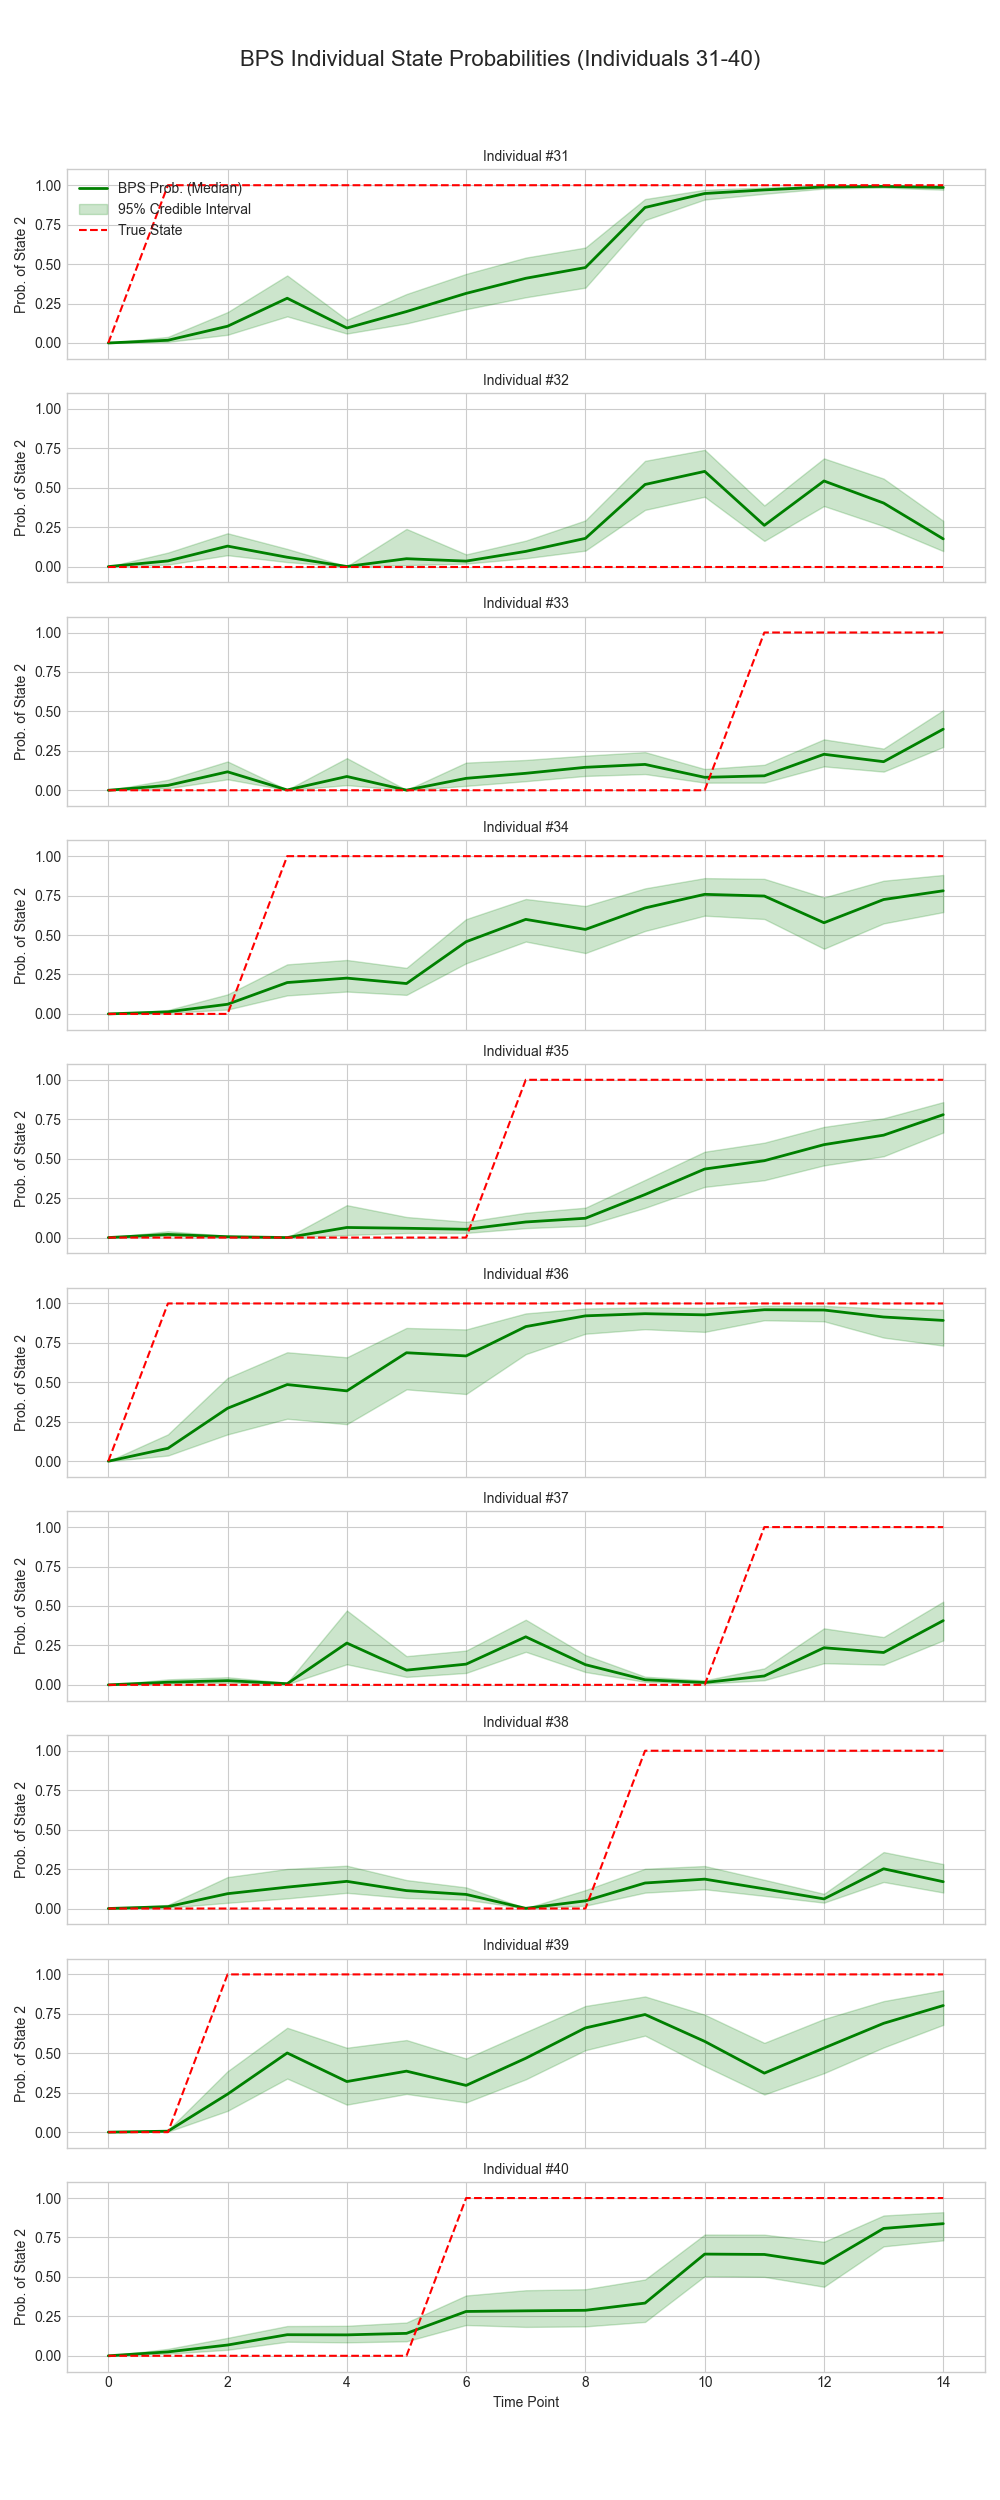 BPS Individual State Probabilities (Individuals 31-40)
Individual #31
BPS Prob. (Median)
95% Credible Interval
True State
Prob. of State 2
1.00
0.75
0.50
0.25
0.00
Individual #32
Prob. of State 2
1.00
0.75
0.50
0.25
0.00
Individual #33
Prob. of State 2
1.00
0.75
0.50
0.25
0.00
Individual #34
Prob. of State 2
1.00
0.75
0.50
0.25
0.00
Individual #35
Prob. of State 2
1.00
0.75
0.50
0.25
0.00
Individual #36
Prob. of State 2
1.00
0.75
0.50
0.25
0.00
Individual #37
Prob. of State 2
1.00
0.75
0.50
0.25
0.00
Individual #38
Prob. of State 2
1.00
0.75
0.50
0.25
0.00
Individual #39
Prob. of State 2
1.00
0.75
0.50
0.25
0.00
Individual #40
Prob. of State 2
1.00
0.75
0.50
0.25
0.00
0 2 4 6 8 10 12 14
Time Point